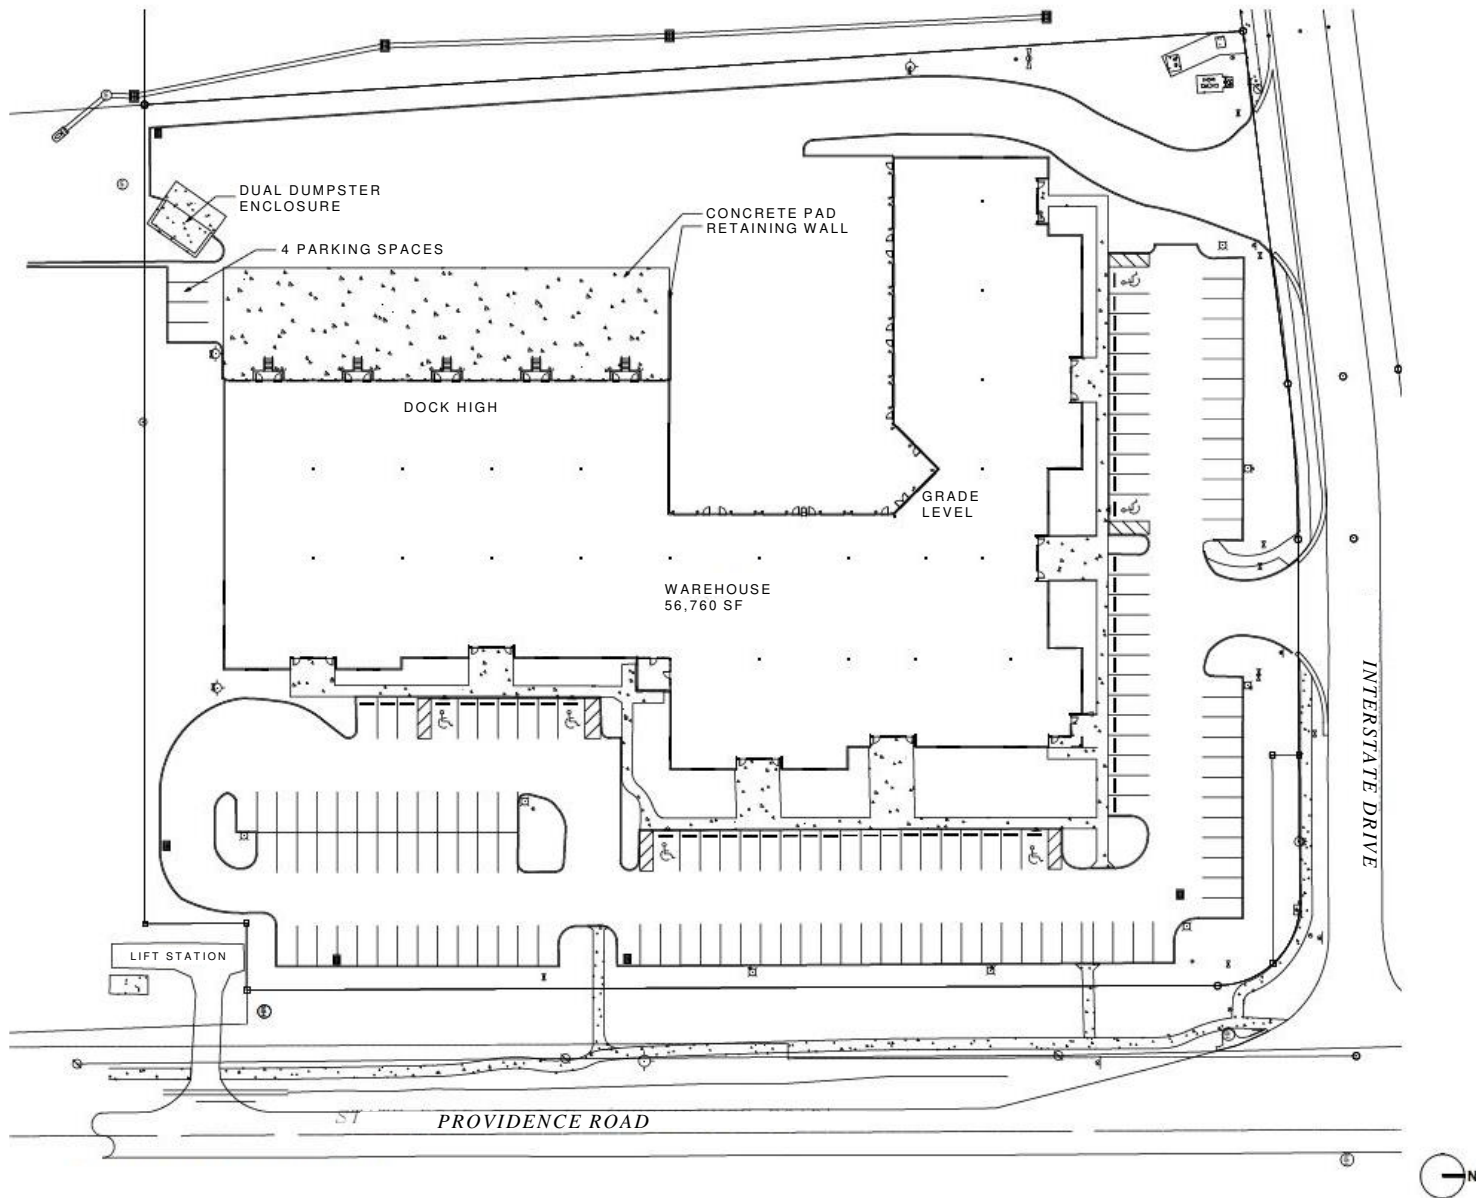 DUAL DUMPSTER
ENCLOSURE
CONCRETE PAD
RETAINING WALL
4 PARKING SPACES
DOCK HIGH
GRADE
LEVEL
WAREHOUSE
56,760 SF
INTERSTATE DRIVE
LIFT STATION
ST
PROVIDENCE ROAD
N